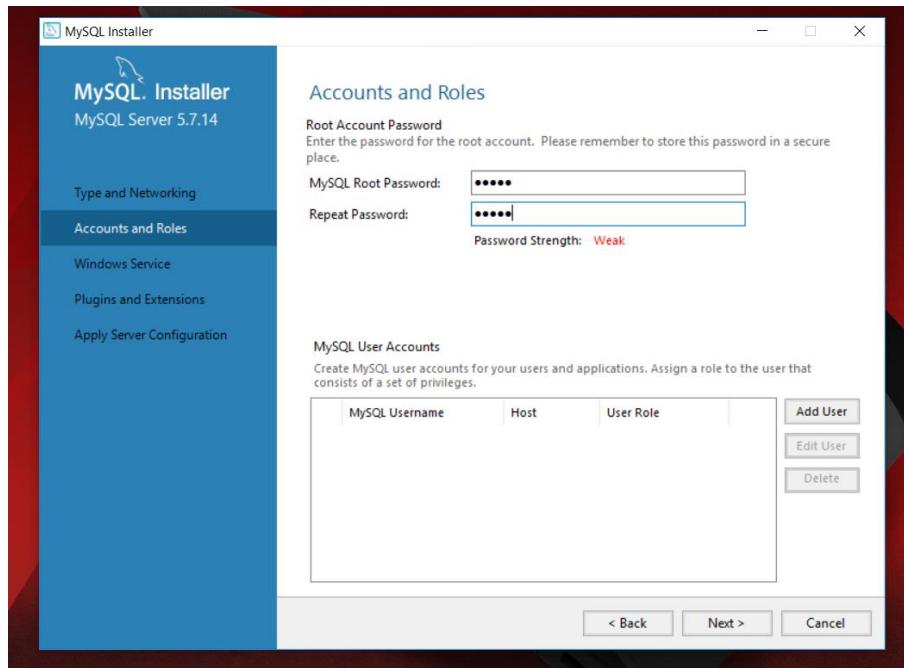 MySQL Installer
MySQL. Installer
MySQL Server 5.7.14
Type and Networking
Accounts and Roles
Windows Service
Plugins and Extensions
Apply Server Configuration
Accounts and Roles
Root Account Password
Enter the password for the root account. Please remember to store this password in a secure
place.
MySQL Root Password: •••••
Repeat Password: •••••
Password Strength: Weak
MySQL User Accounts
Create MySQL user accounts for your users and applications. Assign a role to the user that
consists of a set of privileges.
MySQL Username Host User Role
Add User
Edit User
Delete
< Back Next > Cancel